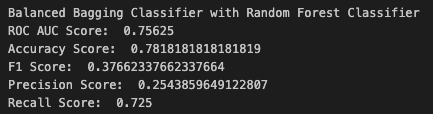 Balanced Bagging Classifier with Random Forest Classifier
ROC AUC Score:  0.75625
Accuracy Score:  0.7818181818181819
F1 Score:  0.37662337662337664
Precision Score:  0.2543859649122807
Recall Score:  0.725